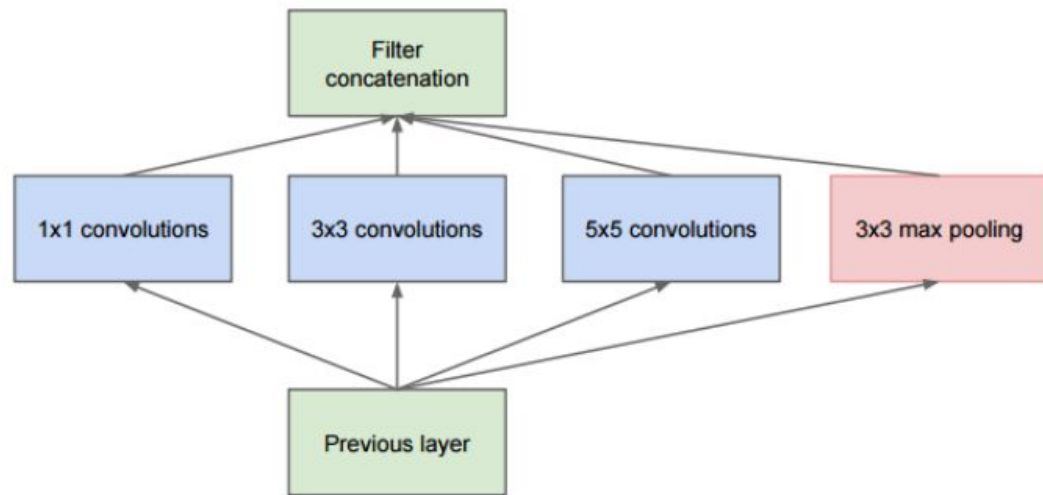 Filter
concatenation
1x1 convolutions
3x3 convolutions
5x5 convolutions
3x3 max pooling
Previous layer